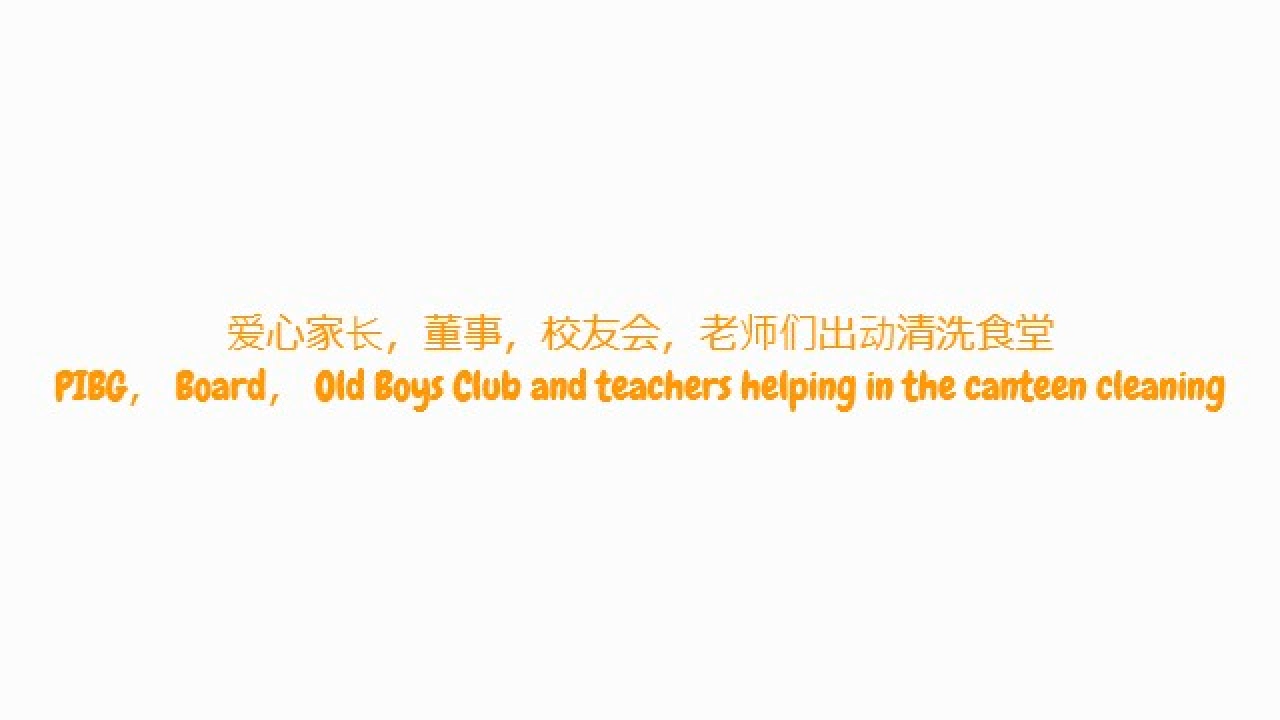 爱心家长，董事，校友会，老师们出动清洗食堂
PIBG， Board， Old Boys Club and teachers helping in the canteen cleaning